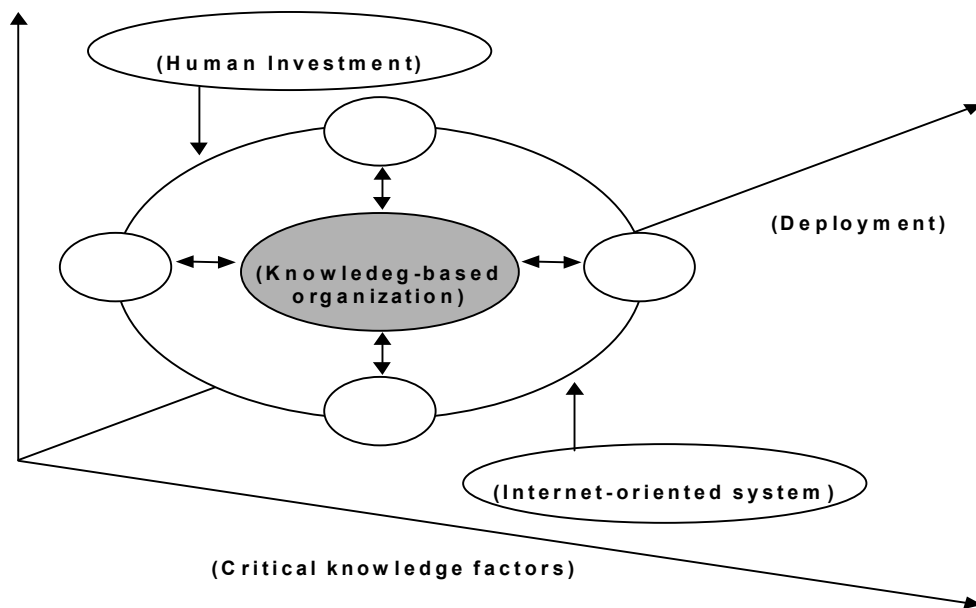 (Human Investment)
(Deployment)
(Knowledeg-based
organization)
(Internet-oriented system)
(Critical knowledge factors)